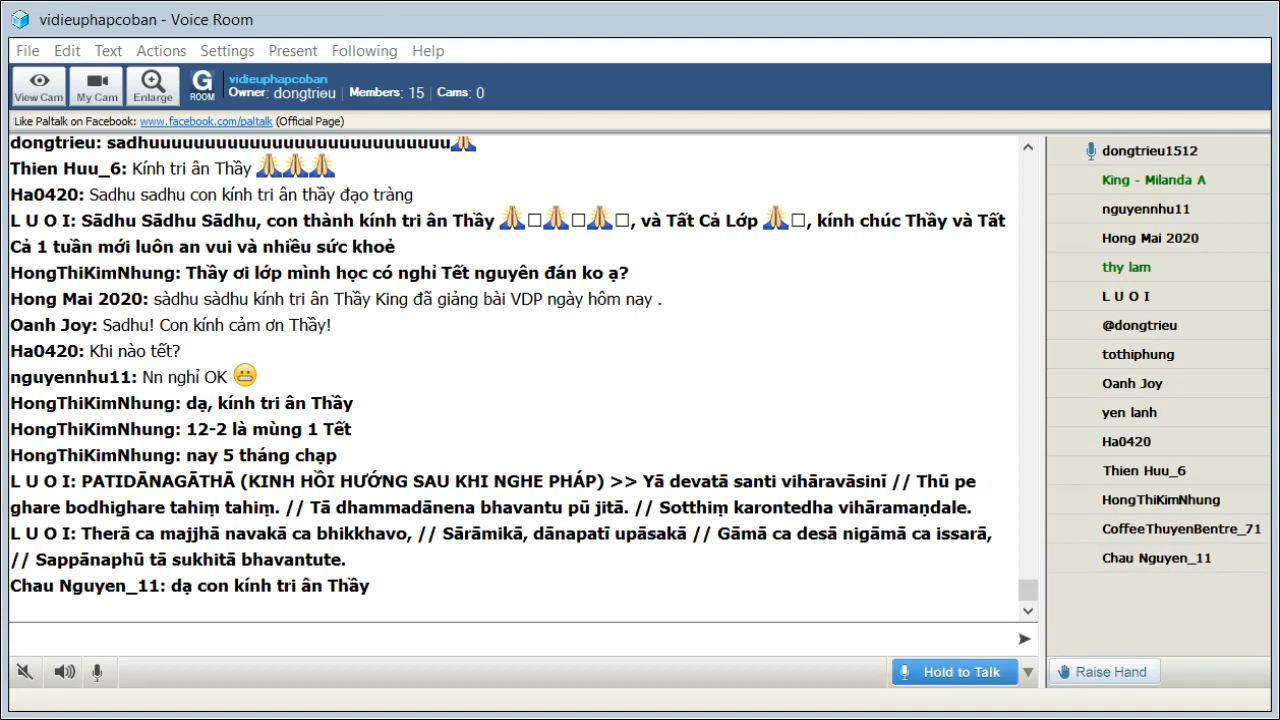 vidieuphapcoban - Voice Room
File Edit Text Actions Settings Present Following Help
View Cam My Cam Enlarge G ROOM
vidieuphapcoban
Owner: dongtrieu | Members: 15 | Cams: 0
Like Paltalk on Facebook: www.facebook.com/paltalk (Official Page)
dongtrieu: sadhuuuuuuuuuuuuuuuuuuuuuuuuuuu🙏
Thien Huu_6: Kính tri ân Thầy 🙏🙏🙏
Ha0420: Sadhu sadhu con kính tri ân thầy đạo tràng
L U O I: Sādhu Sādhu Sādhu, con thành kính tri ân Thầy 🙏□🙏□🙏□, và Tất Cả Lớp 🙏□, kính chúc Thầy và Tất
Cả 1 tuần mới luôn an vui và nhiều sức khoẻ
HongThiKimNhung: Thầy ơi lớp mình học có nghỉ Tết nguyên đán ko ạ?
Hong Mai 2020: sàdhu sàdhu kính tri ân Thầy King đã giảng bài VDP ngày hôm nay .
Oanh Joy: Sadhu! Con kính cảm ơn Thầy!
Ha0420: Khi nào tết?
nguyennhu11: Nn nghỉ OK 😬
HongThiKimNhung: dạ, kính tri ân Thầy
HongThiKimNhung: 12-2 là mùng 1 Tết
HongThiKimNhung: nay 5 tháng chạp
L U O I: PATIDĀNAGĀTHĀ (KINH HỒI HƯỚNG SAU KHI NGHE PHÁP) >> Yā devatā santi vihāravāsinī // Thū pe
ghare bodhighare tahiṃ tahiṃ. // Tā dhammadānena bhavantu pū jitā. // Sotthiṃ karontedha vihāramaṇdale.
L U O I: Therā ca majjhā navakā ca bhikkhavo, // Sārāmikā, dānapatī upāsakā // Gāmā ca desā nigāmā ca issarā,
// Sappānaphū tā sukhitā bhavantute.
Chau Nguyen_11: dạ con kính tri ân Thầy
dongtrieu1512
King - Milanda A
nguyennhu11
Hong Mai 2020
thy lam
L U O I
@dongtrieu
tothiphung
Oanh Joy
yen lanh
Ha0420
Thien Huu_6
HongThiKimNhung
CoffeeThuyenBentre_71
Chau Nguyen_11
Hold to Talk
Raise Hand